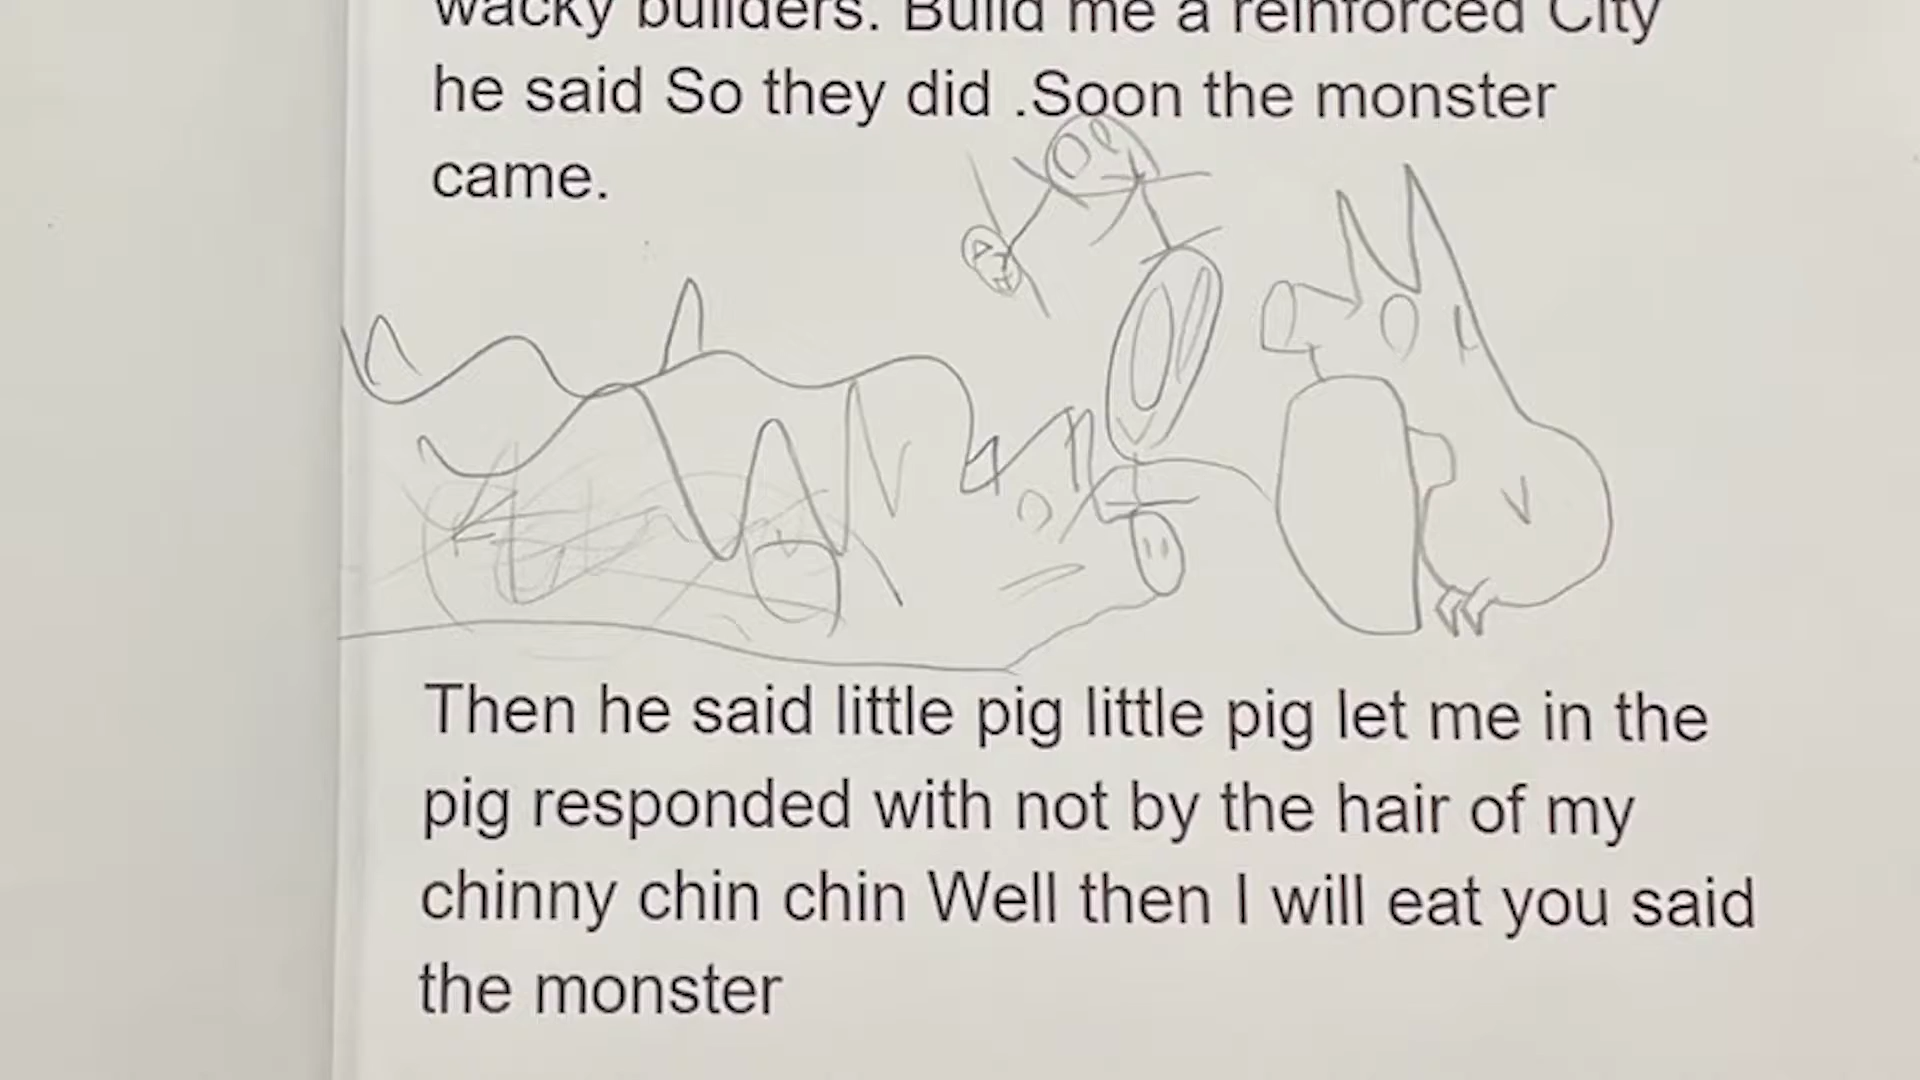 wacky builders. Build me a reinforced City
he said So they did .Soon the monster
came.
Then he said little pig little pig let me in the
pig responded with not by the hair of my
chinny chin chin Well then I will eat you said
the monster